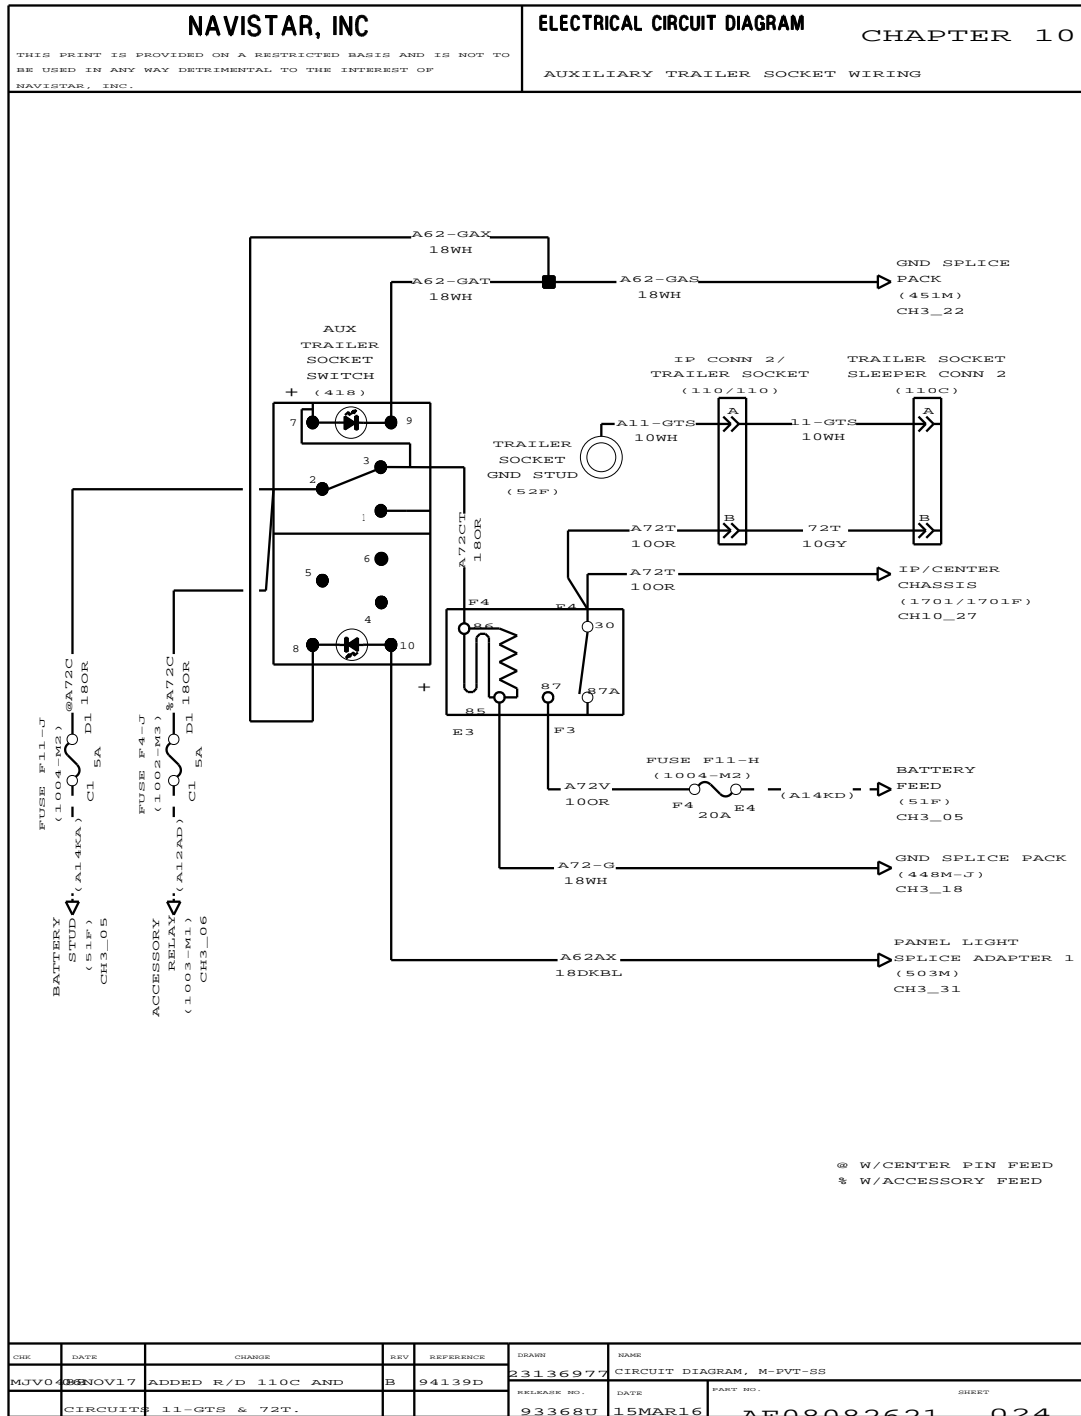 NAVISTAR, INC
THIS PRINT IS PROVIDED ON A RESTRICTED BASIS AND IS NOT TO
BE USED IN ANY WAY DETRIMENTAL TO THE INTEREST OF
NAVISTAR, INC.
ELECTRICAL CIRCUIT DIAGRAM
CHAPTER 10
AUXILIARY TRAILER SOCKET WIRING
A62-GAX
18WH
A62-GAT
18WH
A62-GAS
18WH
GND SPLICE
PACK
(451M)
CH3_22
AUX
TRAILER
SOCKET
SWITCH
(418)
+
7
9
3
2
1
6
5
4
8
10
+
IP CONN 2/
TRAILER SOCKET
(110/110)
TRAILER SOCKET
SLEEPER CONN 2
(110C)
A
A
A11-GTS
10WH
11-GTS
10WH
TRAILER
SOCKET
GND STUD
(52F)
B
B
A72T
10OR
72T
10GY
A72T
10OR
IP/CENTER
CHASSIS
(1701/1701F)
CH10_27
A72CT
18OR
F4
E4
86
30
87
87A
85
E3
F3
FUSE F11-H
(1004-M2)
A72V
10OR
F4
20A
E4
(A14KD)
BATTERY
FEED
(51F)
CH3_05
A72-G
18WH
GND SPLICE PACK
(448M-J)
CH3_18
A62AX
18DKBL
PANEL LIGHT
SPLICE ADAPTER 1
(503M)
CH3_31
FUSE F11-J
(1004-M2)
@A72C
18OR
D1
C1
5A
(A14KA)
BATTERY
STUD
(51F)
CH3_05
FUSE F4-J
(1002-M3)
%A72C
18OR
D1
C1
5A
(A12AD)
ACCESSORY
RELAY
(1003-M1)
CH3_06
@ W/CENTER PIN FEED
% W/ACCESSORY FEED
CHK DATE CHANGE REV REFERENCE
ADDED R/D 110C AND B 94139D
CIRCUITS 11-GTS & 72T.
DRAWN
23136977
NAME
CIRCUIT DIAGRAM, M-PVT-SS
RELEASE NO.
93368U
DATE
15MAR16
PART NO.
SHEET